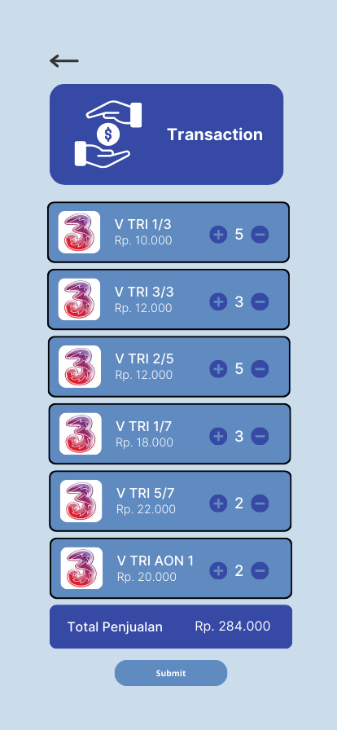 $
Transaction
3
V TRI 1/3
Rp. 10.000
5
3
V TRI 3/3
Rp. 12.000
3
3
V TRI 2/5
Rp. 12.000
5
3
V TRI 1/7
Rp. 18.000
3
3
V TRI 5/7
Rp. 22.000
2
3
V TRI AON 1
Rp. 20.000
2
Total Penjualan Rp. 284.000
Submit